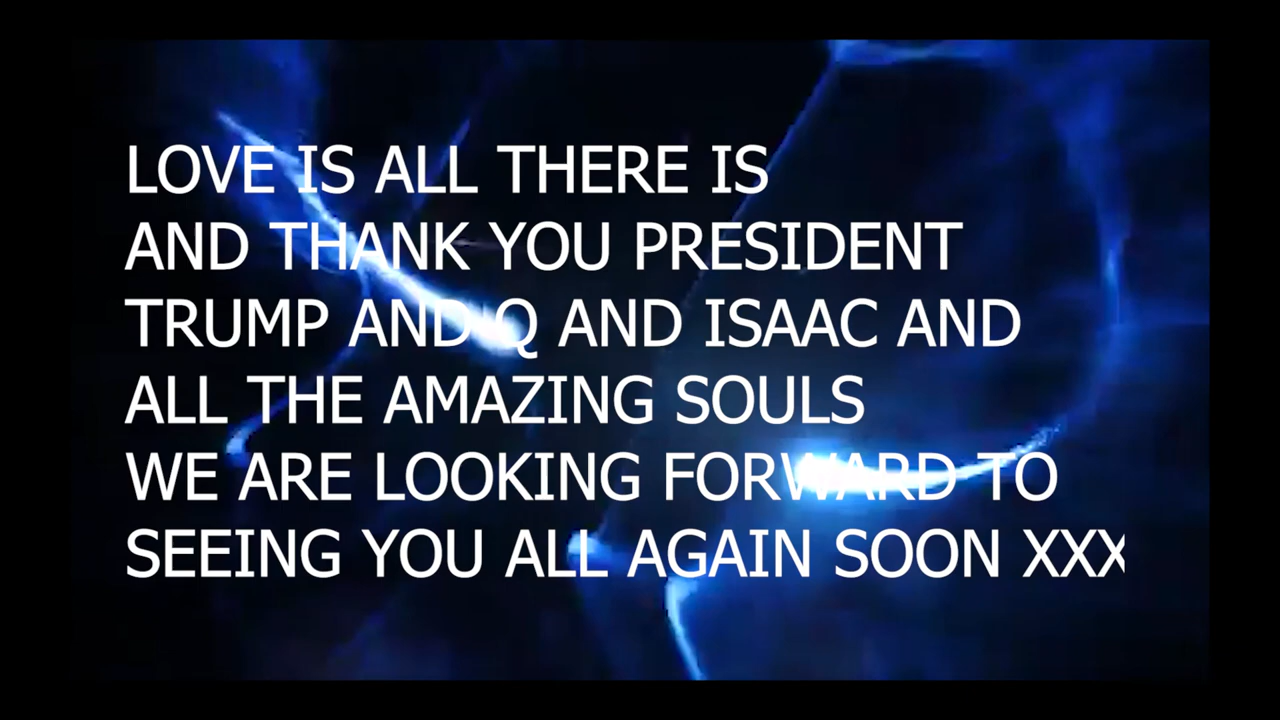 LOVE IS ALL THERE IS
AND THANK YOU PRESIDENT
TRUMP AND Q AND ISAAC AND
ALL THE AMAZING SOULS
WE ARE LOOKING FORWARD TO
SEEING YOU ALL AGAIN SOON XXX